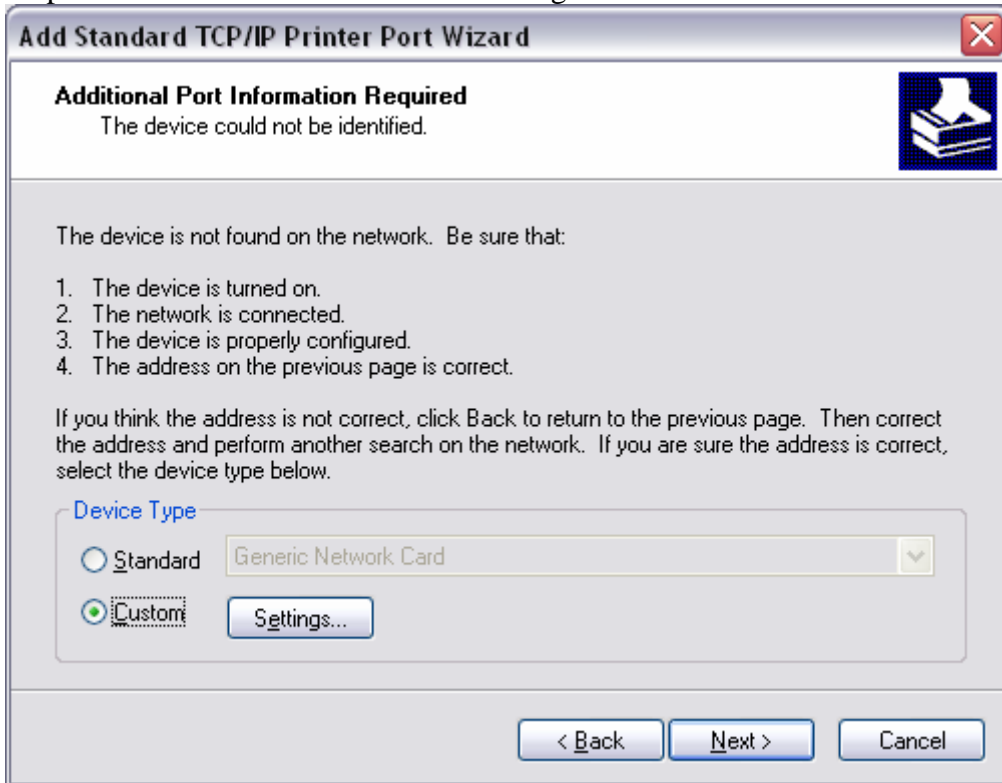 Add Standard TCP/IP Printer Port Wizard
Additional Port Information Required
The device could not be identified.
The device is not found on the network. Be sure that:
1. The device is turned on.
2. The network is connected.
3. The device is properly configured.
4. The address on the previous page is correct.
If you think the address is not correct, click Back to return to the previous page. Then correct
the address and perform another search on the network. If you are sure the address is correct,
select the device type below.
Device Type
Standard Generic Network Card
Custom Settings...
< Back Next > Cancel